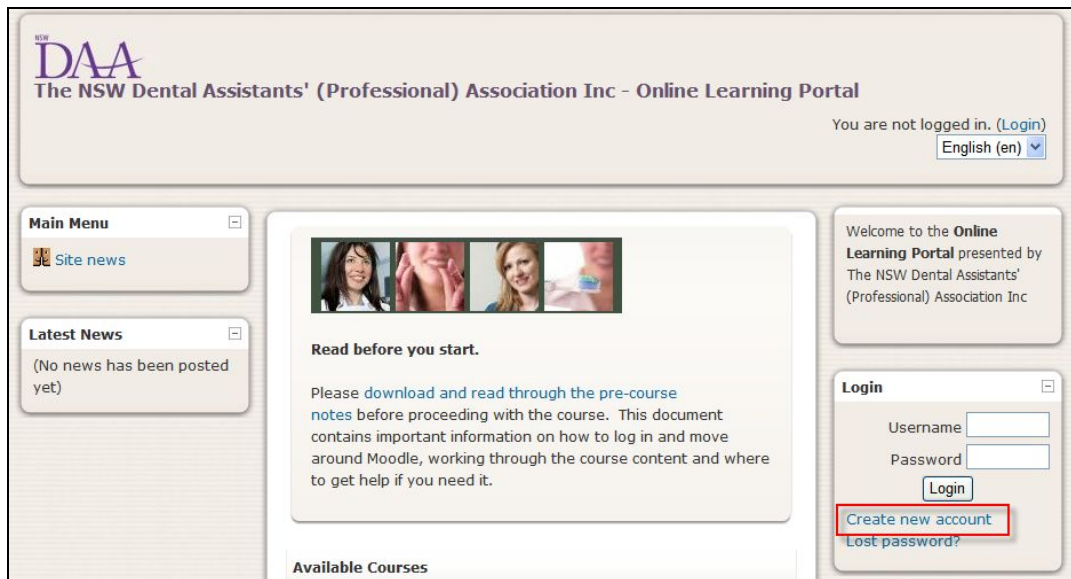 NSW
DAA
The NSW Dental Assistants' (Professional) Association Inc - Online Learning Portal
You are not logged in. (Login)
English (en)
Main Menu
Site news
Latest News
(No news has been posted
yet)
Read before you start.
Please download and read through the pre-course
notes before proceeding with the course. This document
contains important information on how to log in and move
around Moodle, working through the course content and where
to get help if you need it.
Available Courses
Welcome to the Online
Learning Portal presented by
The NSW Dental Assistants'
(Professional) Association Inc
Login
Username
Password
Login
Create new account
Lost password?